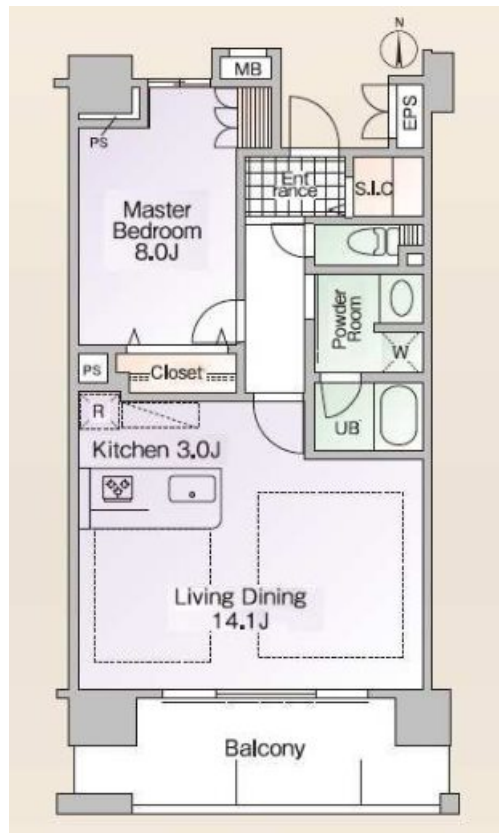 N
MB
EPS
PS
Ent
rance
S.I.C
Master
Bedroom
8.0J
Powder
Room
W
PS
Closet
R
UB
Kitchen 3.0J
Living Dining
14.1J
Balcony